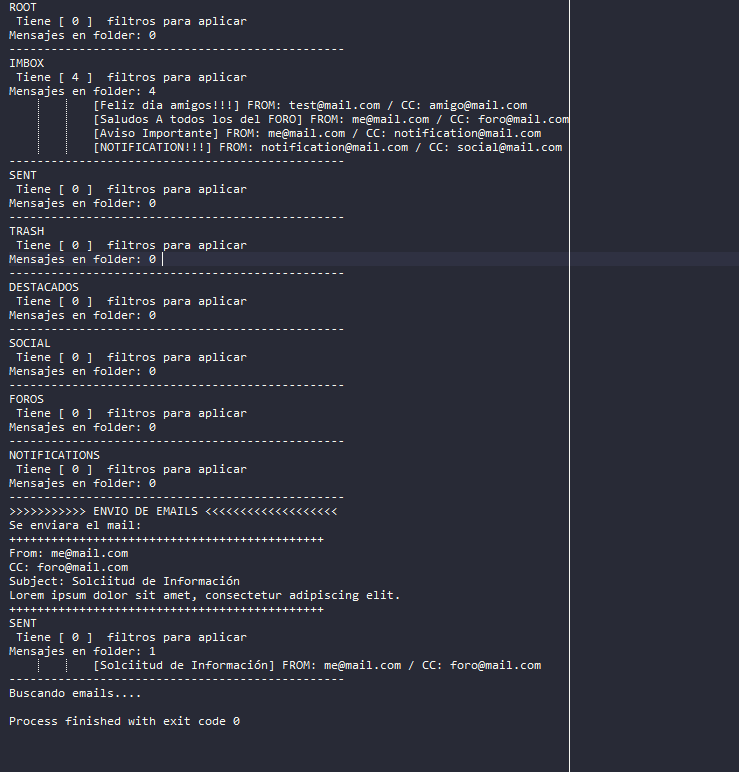 ROOT
 Tiene [ 0 ]  filtros para aplicar
Mensajes en folder: 0
------------------------------------------------
IMBOX
 Tiene [ 4 ]  filtros para aplicar
Mensajes en folder: 4
            [Feliz dia amigos!!!] FROM: test@mail.com / CC: amigo@mail.com
            [Saludos A todos los del FORO] FROM: me@mail.com / CC: foro@mail.com
            [Aviso Importante] FROM: me@mail.com / CC: notification@mail.com
            [NOTIFICATION!!!] FROM: notification@mail.com / CC: social@mail.com
------------------------------------------------
SENT
 Tiene [ 0 ]  filtros para aplicar
Mensajes en folder: 0
------------------------------------------------
TRASH
 Tiene [ 0 ]  filtros para aplicar
Mensajes en folder: 0
------------------------------------------------
DESTACADOS
 Tiene [ 0 ]  filtros para aplicar
Mensajes en folder: 0
------------------------------------------------
SOCIAL
 Tiene [ 0 ]  filtros para aplicar
Mensajes en folder: 0
------------------------------------------------
FOROS
 Tiene [ 0 ]  filtros para aplicar
Mensajes en folder: 0
------------------------------------------------
NOTIFICATIONS
 Tiene [ 0 ]  filtros para aplicar
Mensajes en folder: 0
------------------------------------------------
>>>>>>>>>>> ENVIO DE EMAILS <<<<<<<<<<<<<<<<<<<
Se enviara el mail:
+++++++++++++++++++++++++++++++++++++++++++++
From: me@mail.com
CC: foro@mail.com
Subject: Solciitud de Información
Lorem ipsum dolor sit amet, consectetur adipiscing elit.
+++++++++++++++++++++++++++++++++++++++++++++
SENT
 Tiene [ 0 ]  filtros para aplicar
Mensajes en folder: 1
            [Solciitud de Información] FROM: me@mail.com / CC: foro@mail.com
------------------------------------------------
Buscando emails....

Process finished with exit code 0